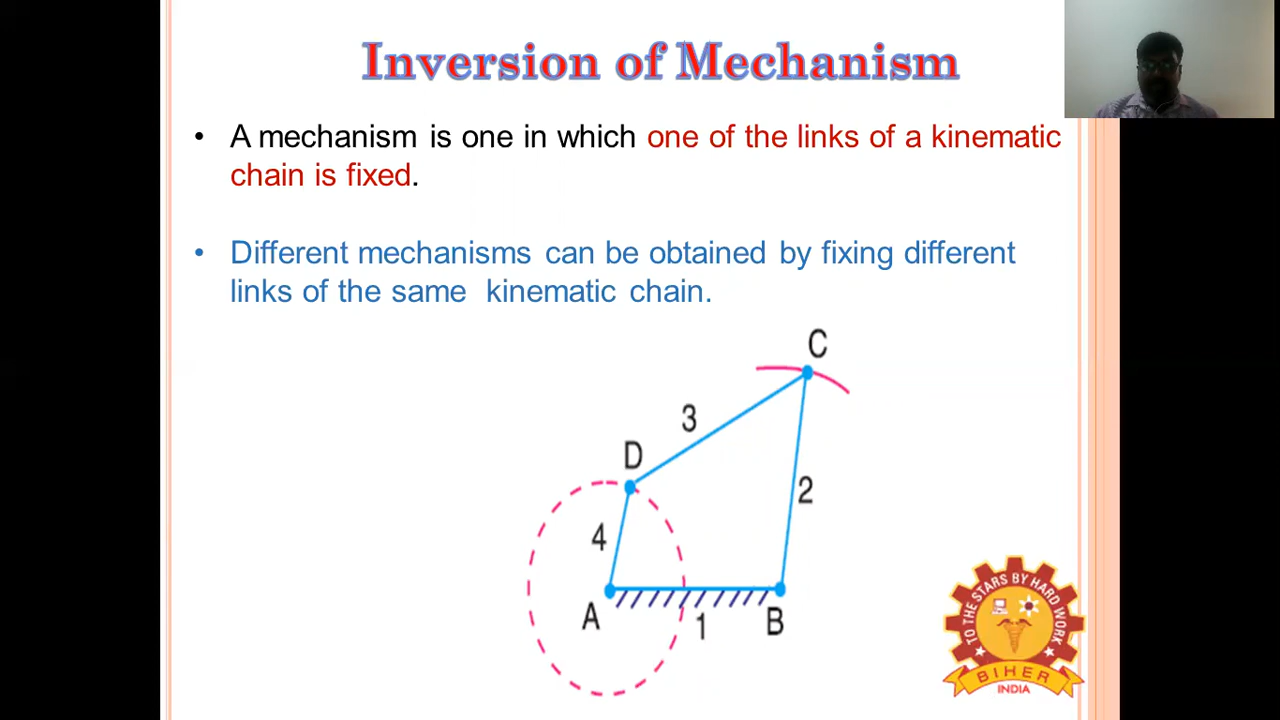 Inversion of Mechanism
• A mechanism is one in which one of the links of a kinematic
chain is fixed.
• Different mechanisms can be obtained by fixing different
links of the same kinematic chain.
C
3
D
2
4
A
1
B
TO THE STARS BY HARD WORK
BIHER
INDIA